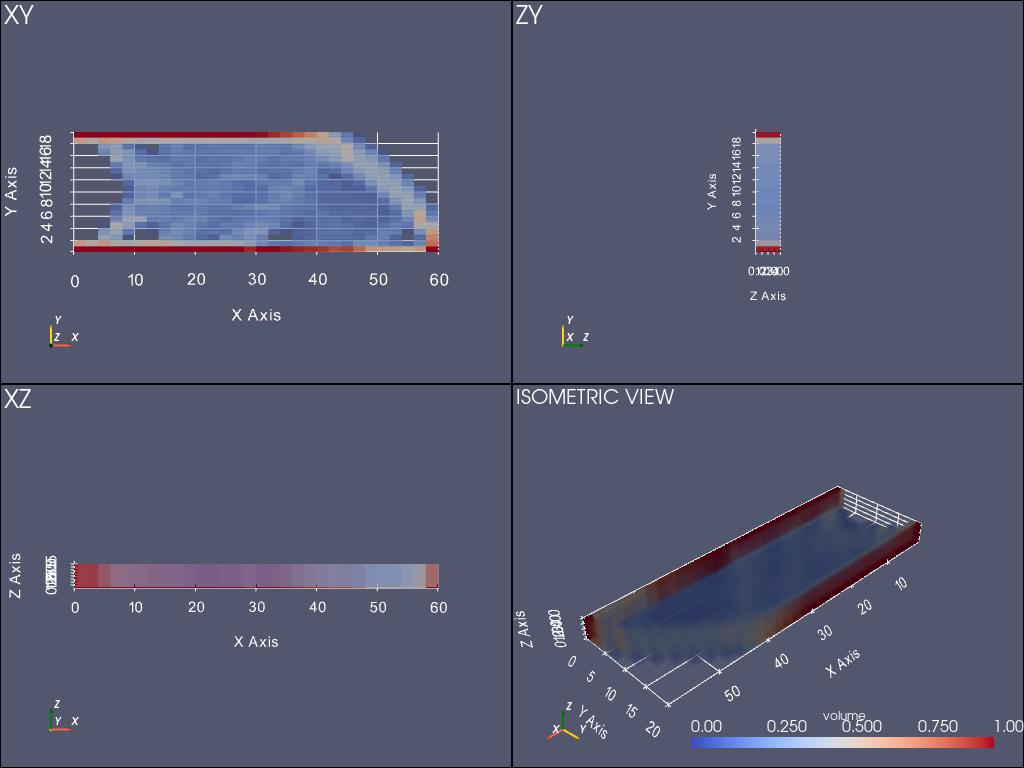 XY
Y Axis
2 4 6 8 10 12 14 16 18
0 10 20 30 40 50 60
X Axis
Y
Z X
ZY
Y Axis
2 4 6 8 10 12 14 16 18
Z Axis
Y
X Z
XZ
Z Axis
0 10 20 30 40 50 60
X Axis
Z
Y X
ISOMETRIC VIEW
Z Axis
0 5 10 15 20
Y Axis
50 40 30 20 10
X Axis
Z
X Y
volume
0.00 0.250 0.500 0.750 1.00